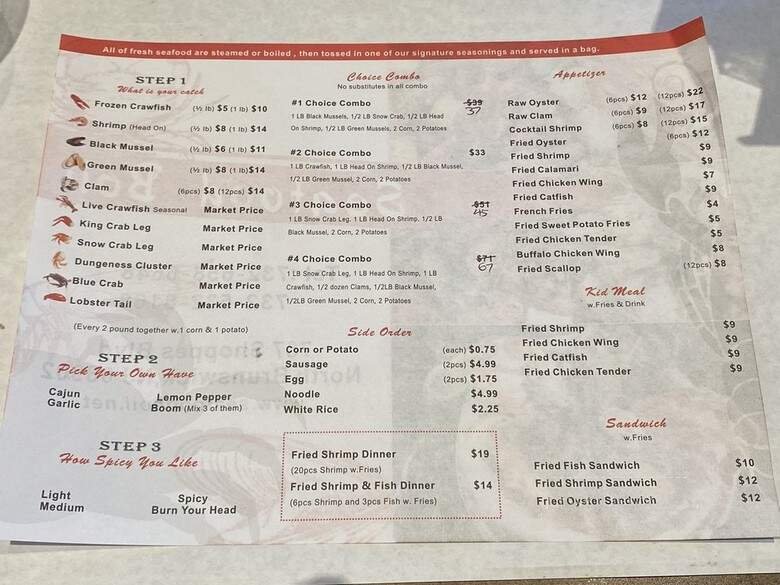 All of fresh seafood are steamed or boiled , then tossed in one of our signature seasonings and served in a bag.
STEP 1
What is your catch
Frozen Crawfish (½ lb) $5 (1 lb) $10
Shrimp (Head On) (½ lb) $8 (1 lb) $14
Black Mussel (½ lb) $6 (1 lb) $11
Green Mussel (½ lb) $8 (1 lb)$14
Clam (6pcs) $8 (12pcs) $14
Live Crawfish Seasonal Market Price
King Crab Leg Market Price
Snow Crab Leg Market Price
Dungeness Cluster Market Price
Blue Crab Market Price
Lobster Tail Market Price
(Every 2 pound together w.1 corn & 1 potato)
STEP 2
Pick Your Own Have
Cajun Lemon Pepper
Garlic Boom (Mix 3 of them)
STEP 3
How Spicy You Like
Light Spicy
Medium Burn Your Head
Choice Combo
No substitutes in all combo
#1 Choice Combo $39
37
1 LB Black Mussels, 1/2 LB Snow Crab, 1/2 LB Head
On Shrimp, 1/2 LB Green Mussels, 2 Corn, 2 Potatoes
#2 Choice Combo $33
1 LB Crawfish, 1 LB Head On Shrimp, 1/2 LB Black Mussel,
1/2 LB Green Mussel, 2 Corn, 2 Potatoes
#3 Choice Combo $51
45
1 LB Snow Crab Leg, 1 LB Head On Shrimp, 1/2 LB
Black Mussel, 2 Corn, 2 Potatoes
#4 Choice Combo $71
67
1 LB Snow Crab Leg, 1 LB Head On Shrimp, 1 LB
Crawfish, 1/2 dozen Clams, 1/2LB Black Mussel,
1/2LB Green Mussel, 2 Corn, 2 Potatoes
Side Order
Corn or Potato (each) $0.75
Sausage (2pcs) $4.99
Egg (2pcs) $1.75
Noodle $4.99
White Rice $2.25
Fried Shrimp Dinner $19
(20pcs Shrimp w.Fries)
Fried Shrimp & Fish Dinner $14
(6pcs Shrimp and 3pcs Fish w. Fries)
Appetizer
Raw Oyster (6pcs) $12 (12pcs) $22
Raw Clam (6pcs) $9 (12pcs) $17
Cocktail Shrimp (6pcs) $8 (12pcs) $15
Fried Oyster (6pcs) $12
Fried Shrimp $9
Fried Calamari $9
Fried Chicken Wing $7
Fried Catfish $9
French Fries $4
Fried Sweet Potato Fries $5
Fried Chicken Tender $5
Buffalo Chicken Wing $8
Fried Scallop (12pcs) $8
Kid Meal
w.Fries & Drink
Fried Shrimp $9
Fried Chicken Wing $9
Fried Catfish $9
Fried Chicken Tender $9
Sandwich
w.Fries
Fried Fish Sandwich $10
Fried Shrimp Sandwich $12
Fried Oyster Sandwich $12